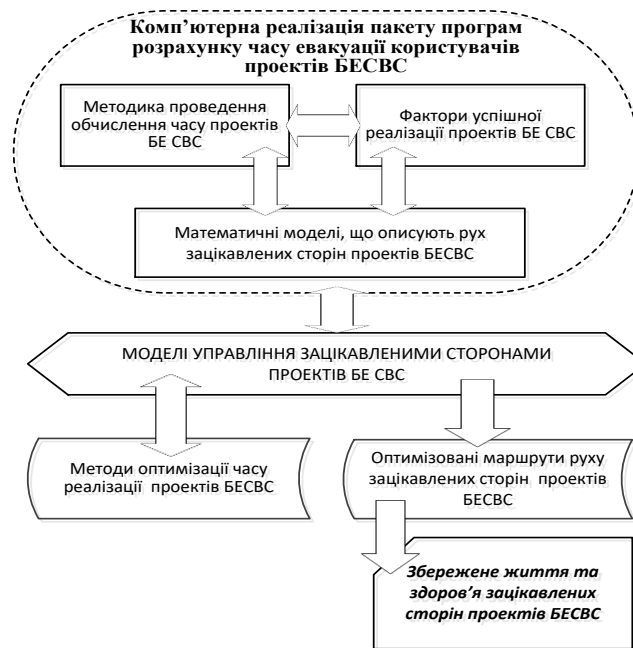 Комп’ютерна реалізація пакету програм
розрахунку часу евакуації користувачів
проектів БЕСВС
Методика проведення
обчислення часу проектів
БЕ СВС
Фактори успішної
реалізації проектів БЕ СВС
Математичні моделі, що описують рух
зацікавлених сторін проектів БЕСВС
МОДЕЛІ УПРАВЛІННЯ ЗАЦІКАВЛЕНИМИ СТОРОНАМИ
ПРОЕКТІВ БЕ СВС
Методи оптимізації часу
реалізації проектів БЕСВС
Оптимізовані маршрути руху
зацікавлених сторін проектів
БЕСВС
Збережене життя та
здоров’я зацікавлених
сторін проектів БЕСВС